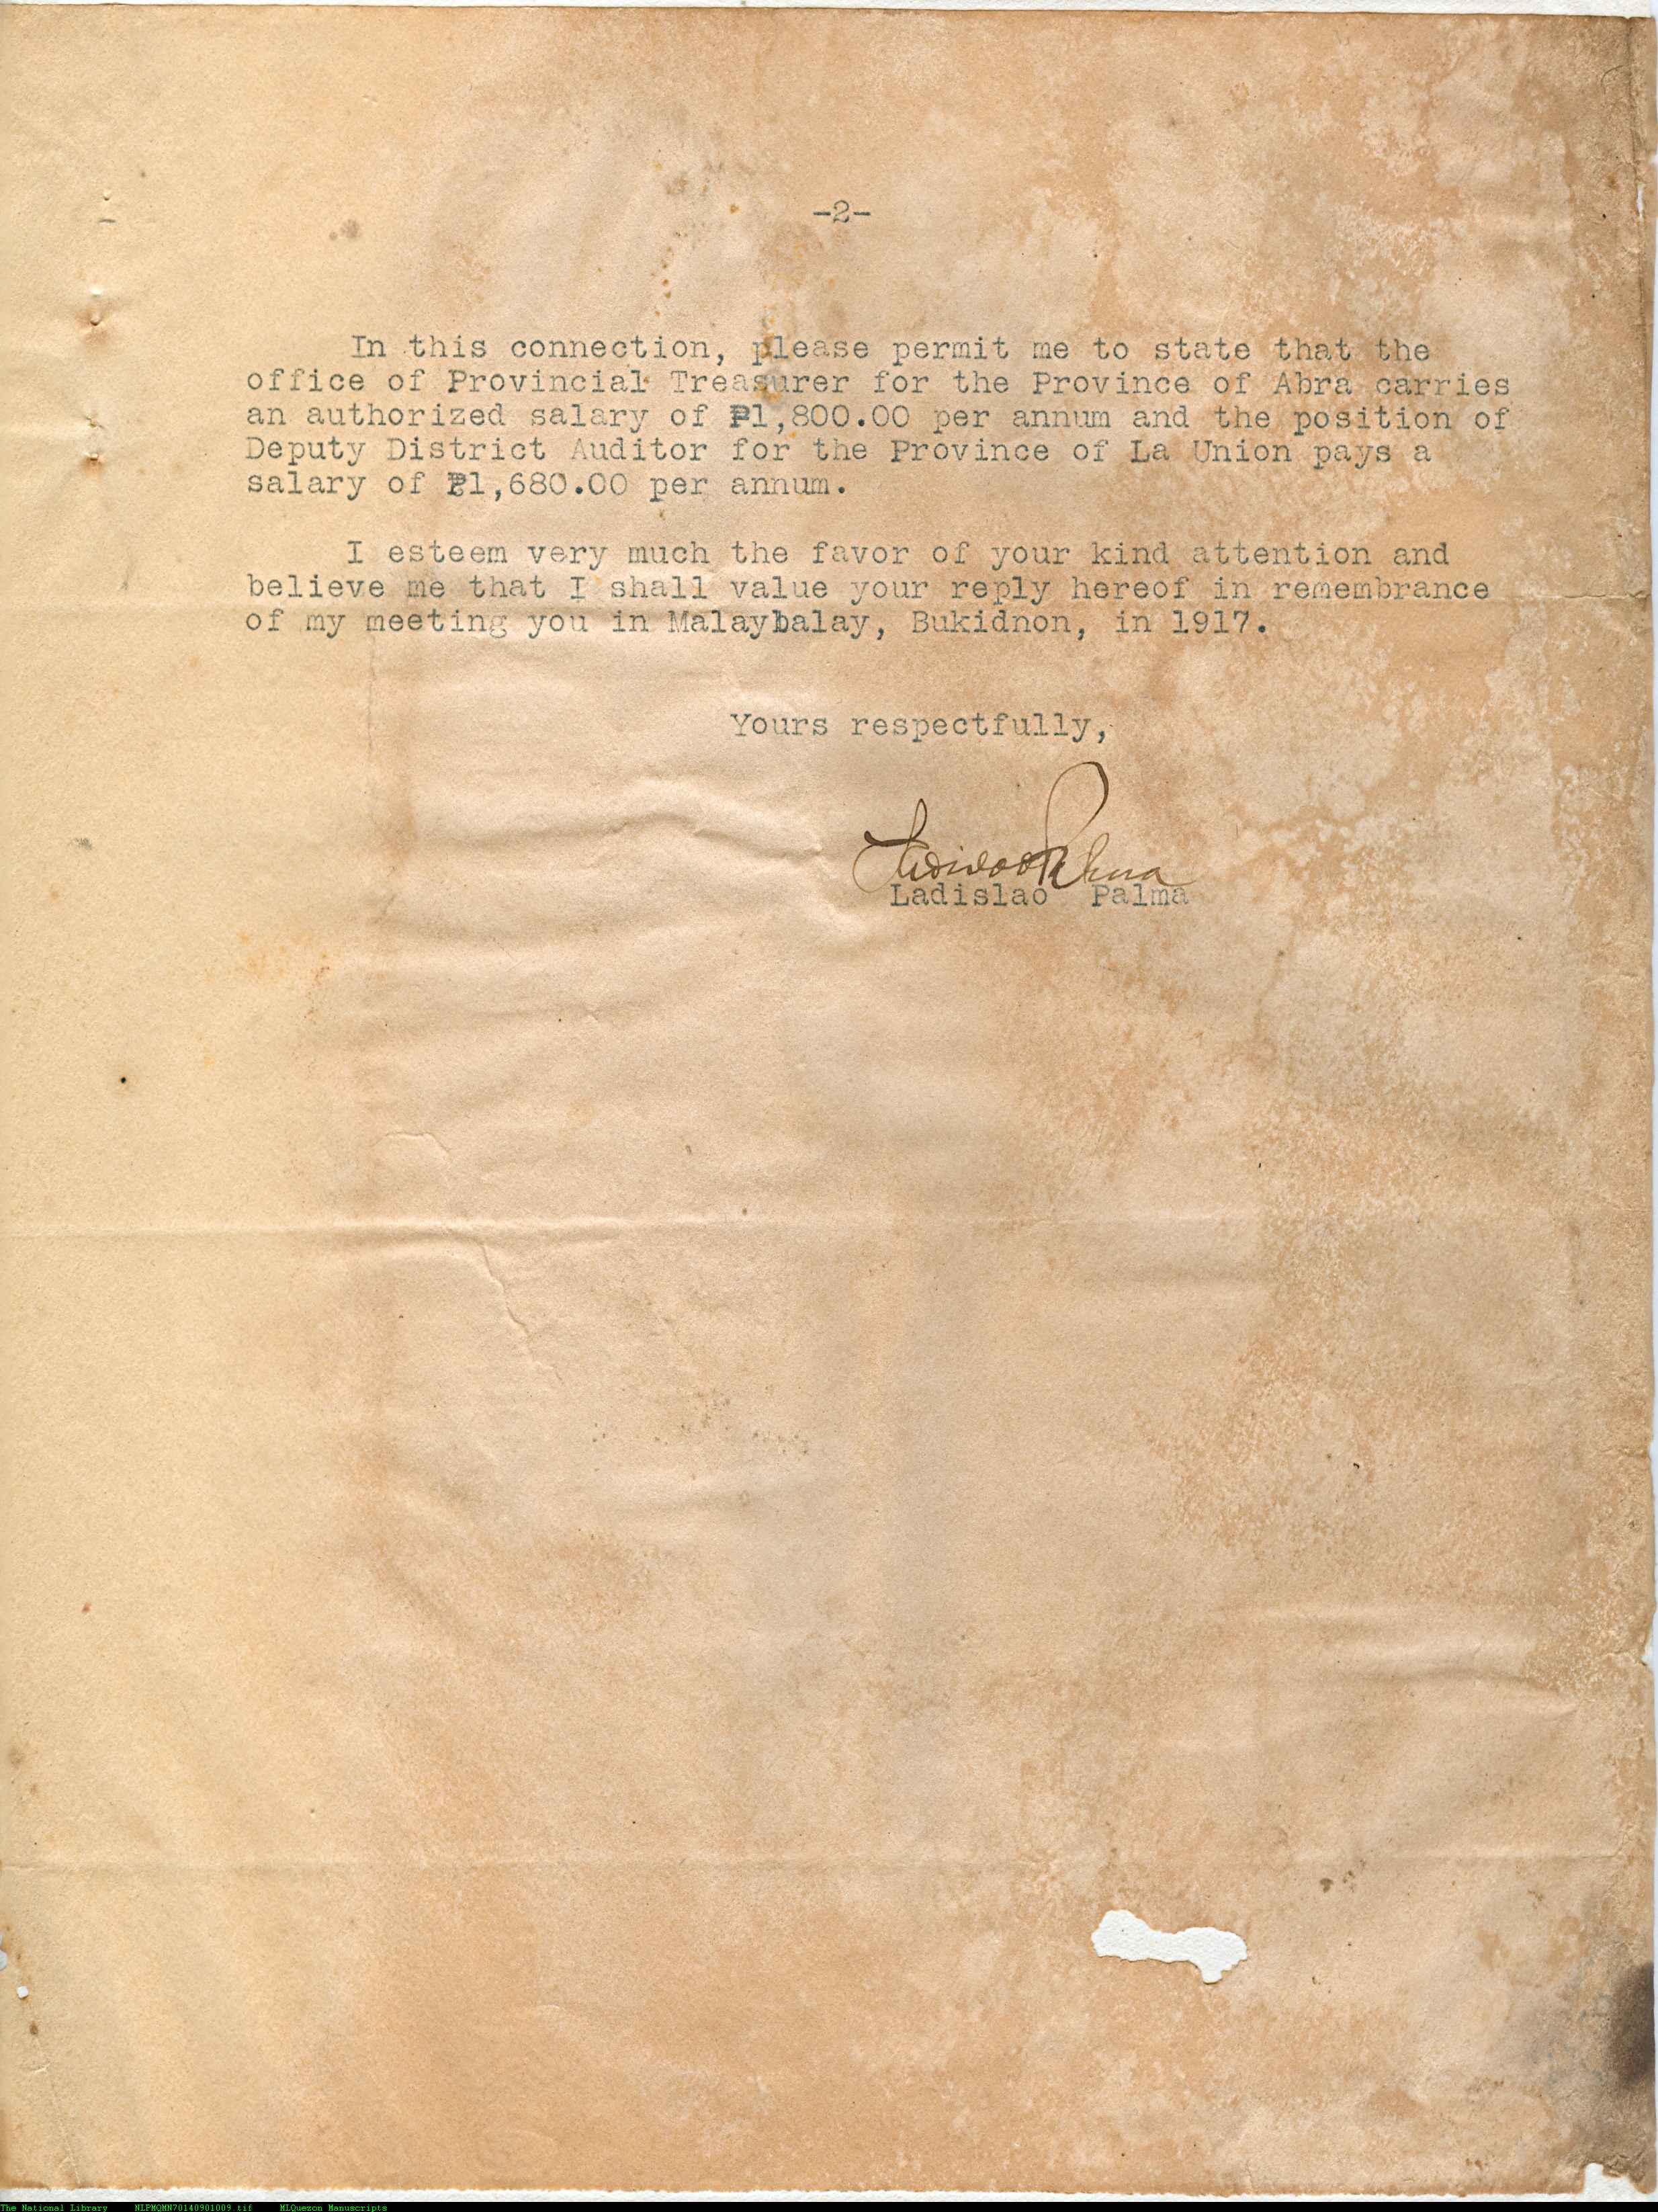 -2-
In this connection, please permit me to state that the
office of Provincial Treasurer for the Province of Abra carries
an authorized salary of ₱1,800.00 per annum and the position of
Deputy District Auditor for the Province of La Union pays a
salary of ₱1,680.00 per annum.
I esteem very much the favor of your kind attention and
believe me that I shall value your reply hereof in remembrance
of my meeting you in Malaybalay, Bukidnon, in 1917.
Yours respectfully,
Ladislao Palma
Ladislao Palma
The National Library NLPMQMN70140901009.tif MLQuezon Manuscripts